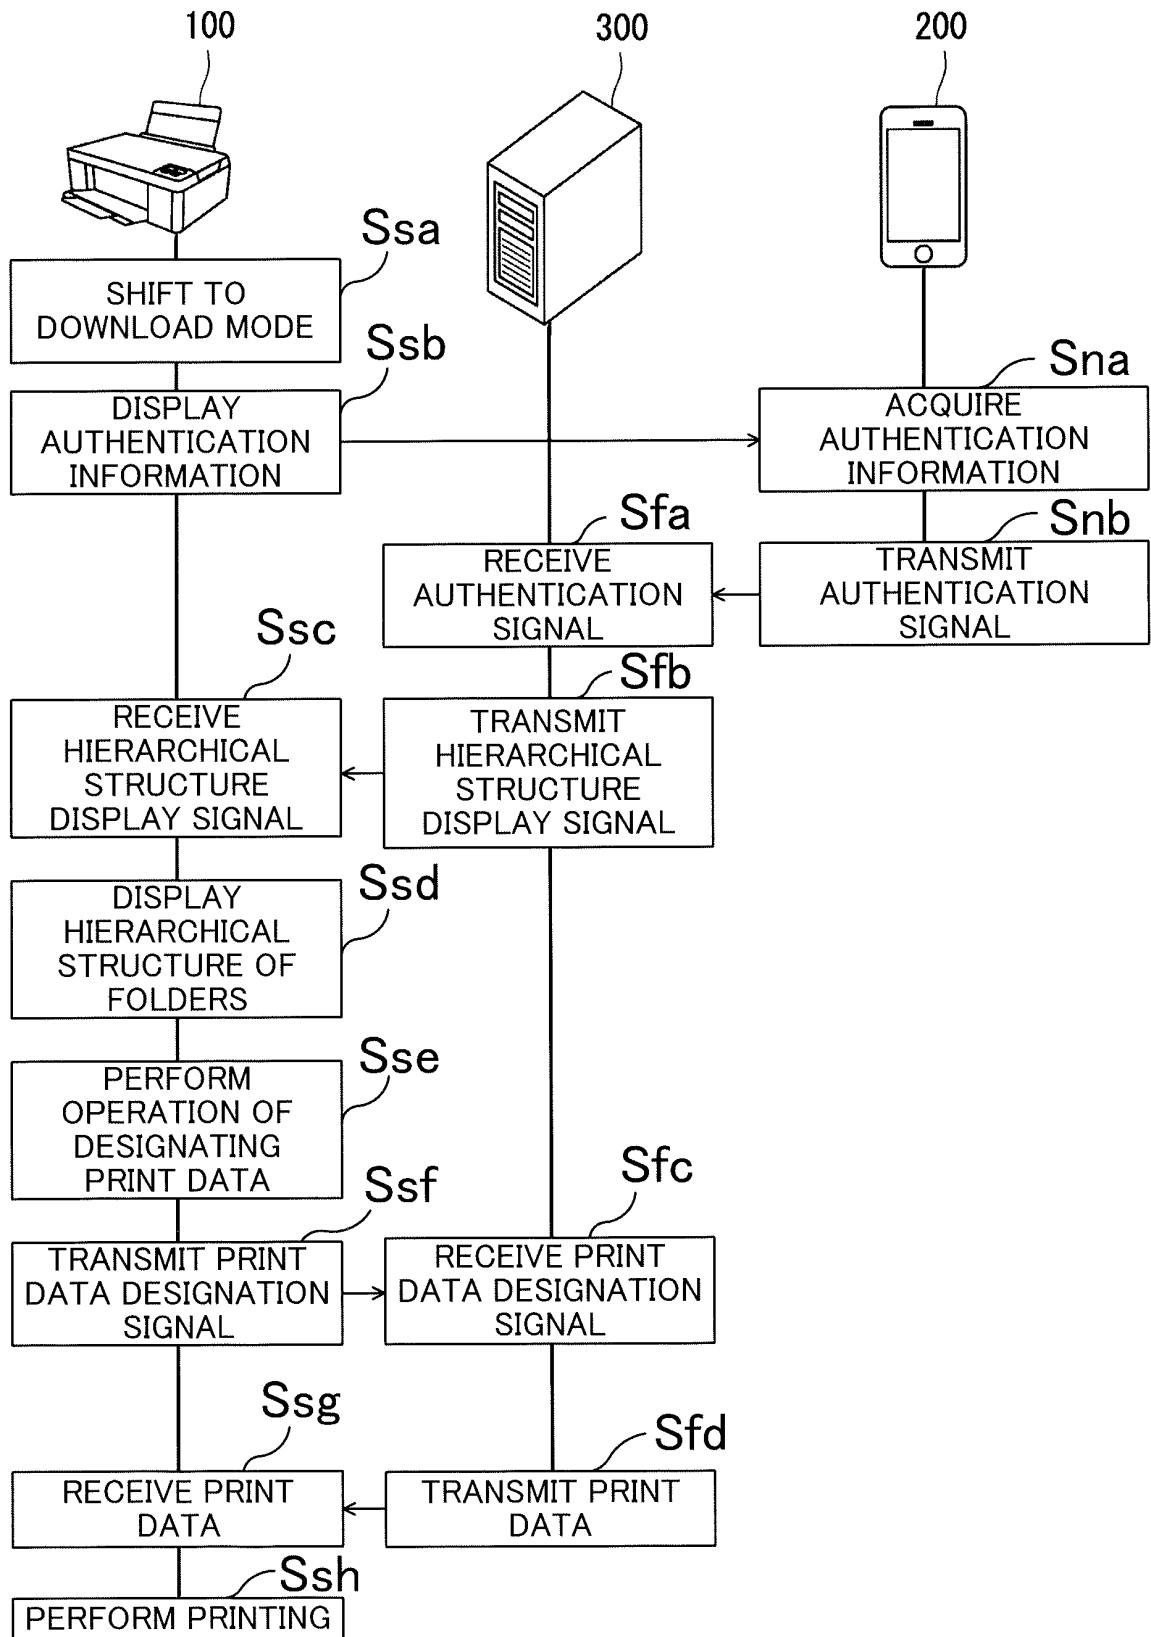 100
300
200
Ssa
SHIFT TO
DOWNLOAD MODE
Ssb
DISPLAY
AUTHENTICATION
INFORMATION
Sna
ACQUIRE
AUTHENTICATION
INFORMATION
Sfa
RECEIVE
AUTHENTICATION
SIGNAL
Snb
TRANSMIT
AUTHENTICATION
SIGNAL
Ssc
RECEIVE
HIERARCHICAL
STRUCTURE
DISPLAY SIGNAL
Sfb
TRANSMIT
HIERARCHICAL
STRUCTURE
DISPLAY SIGNAL
Ssd
DISPLAY
HIERARCHICAL
STRUCTURE OF
FOLDERS
Sse
PERFORM
OPERATION OF
DESIGNATING
PRINT DATA
Ssf
TRANSMIT PRINT
DATA DESIGNATION
SIGNAL
Sfc
RECEIVE PRINT
DATA DESIGNATION
SIGNAL
Ssg
RECEIVE PRINT
DATA
Sfd
TRANSMIT PRINT
DATA
Ssh
PERFORM PRINTING